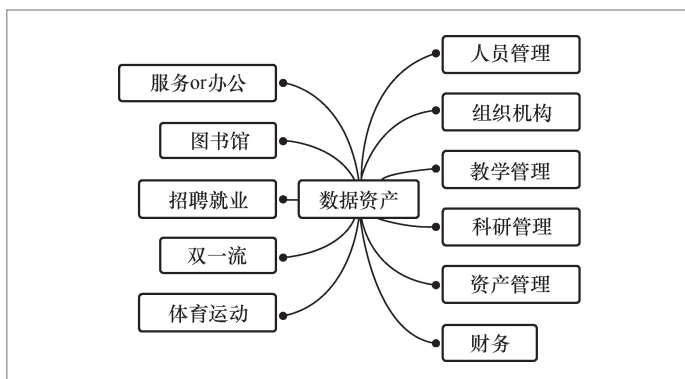 服务or办公
图书馆
招聘就业
双一流
体育运动
数据资产
人员管理
组织机构
教学管理
科研管理
资产管理
财务